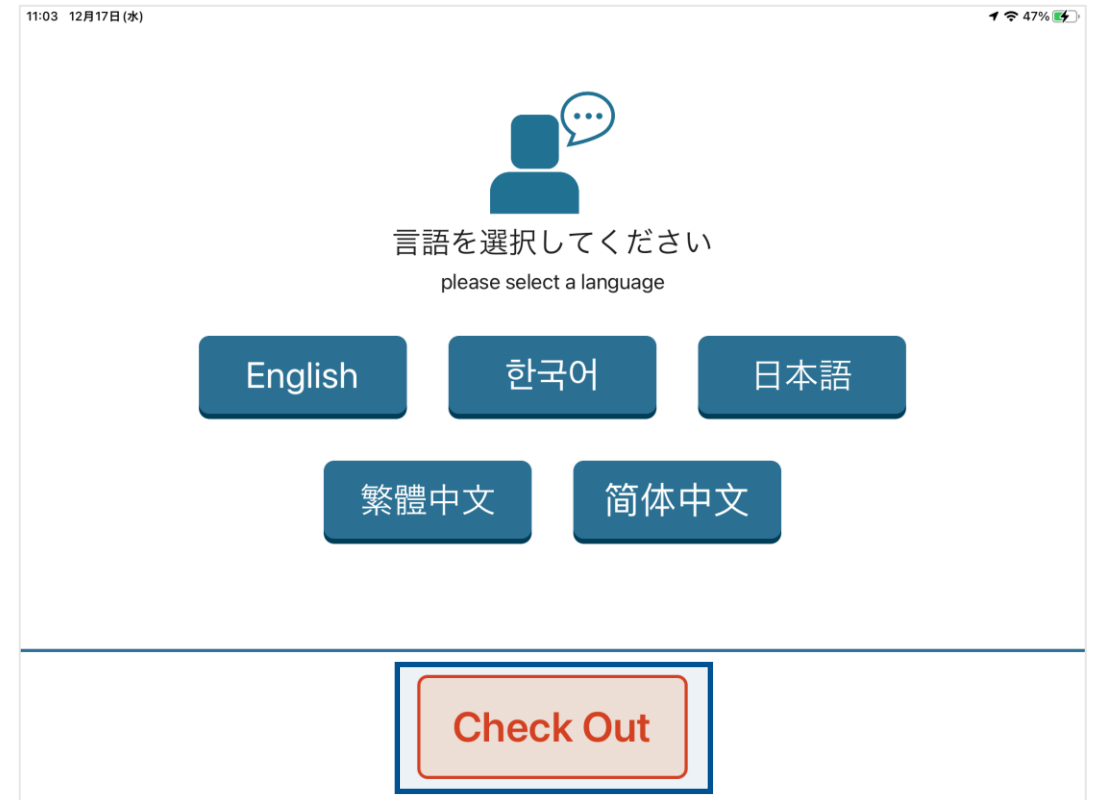 11:03 12月17日(水) 47%
言語を選択してください
please select a language
English 한국어 日本語
繁體中文 简体中文
Check Out